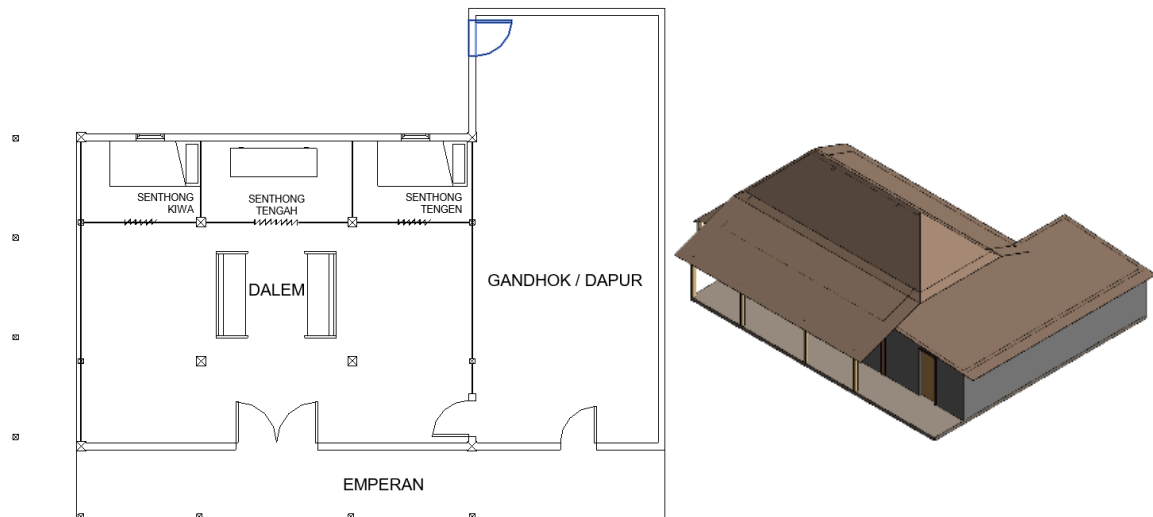 SENTHONG
KIWA
SENTHONG
TENGAH
SENTHONG
TENGEN
DALEM
GANDHOK / DAPUR
EMPERAN